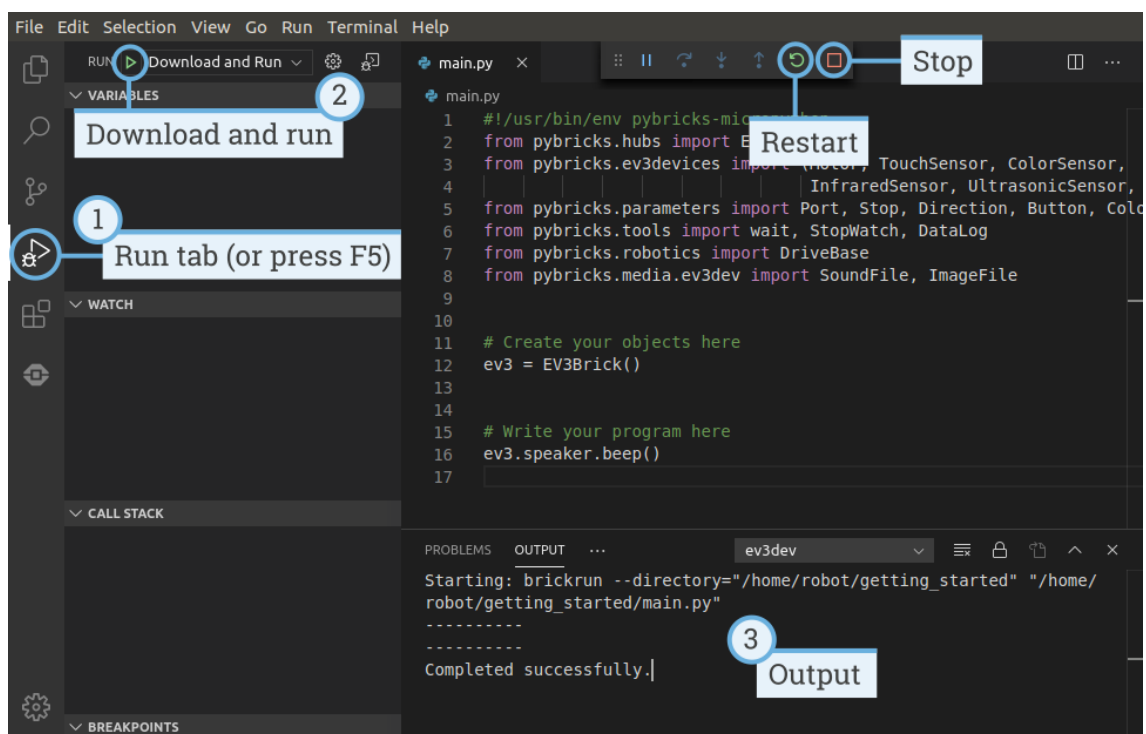 File Edit Selection View Go Run Terminal Help
RUN Download and Run
main.py
Stop
VARIABLES
2
Download and run
main.py
Restart
1 #!/usr/bin/env pybricks-mi
2 from pybricks.hubs import E
3 from pybricks.ev3devices import (Motor, TouchSensor, ColorSensor,
4 InfraredSensor, UltrasonicSensor,
5 from pybricks.parameters import Port, Stop, Direction, Button, Colo
6 from pybricks.tools import wait, StopWatch, DataLog
7 from pybricks.robotics import DriveBase
8 from pybricks.media.ev3dev import SoundFile, ImageFile
9
10
11 # Create your objects here
12 ev3 = EV3Brick()
13
14
15 # Write your program here
16 ev3.speaker.beep()
17
1
Run tab (or press F5)
WATCH
CALL STACK
BREAKPOINTS
PROBLEMS OUTPUT ... ev3dev
Starting: brickrun --directory="/home/robot/getting_started" "/home/
robot/getting_started/main.py"
----------
----------
Completed successfully.
3
Output